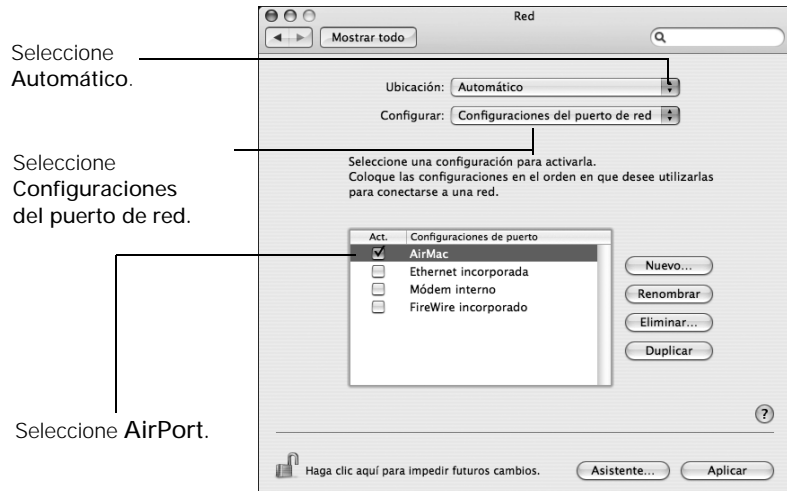 Red
Mostrar todo
Seleccione
Automático.
Ubicación: Automático
Configurar: Configuraciones del puerto de red
Seleccione
Configuraciones
del puerto de red.
Seleccione una configuración para activarla.
Coloque las configuraciones en el orden en que desee utilizarlas
para conectarse a una red.
Act. Configuraciones de puerto
AirMac
Ethernet incorporada
Módem interno
FireWire incorporado
Nuevo...
Renombrar
Eliminar...
Duplicar
Seleccione AirPort.
?
Haga clic aquí para impedir futuros cambios.
Asistente...
Aplicar